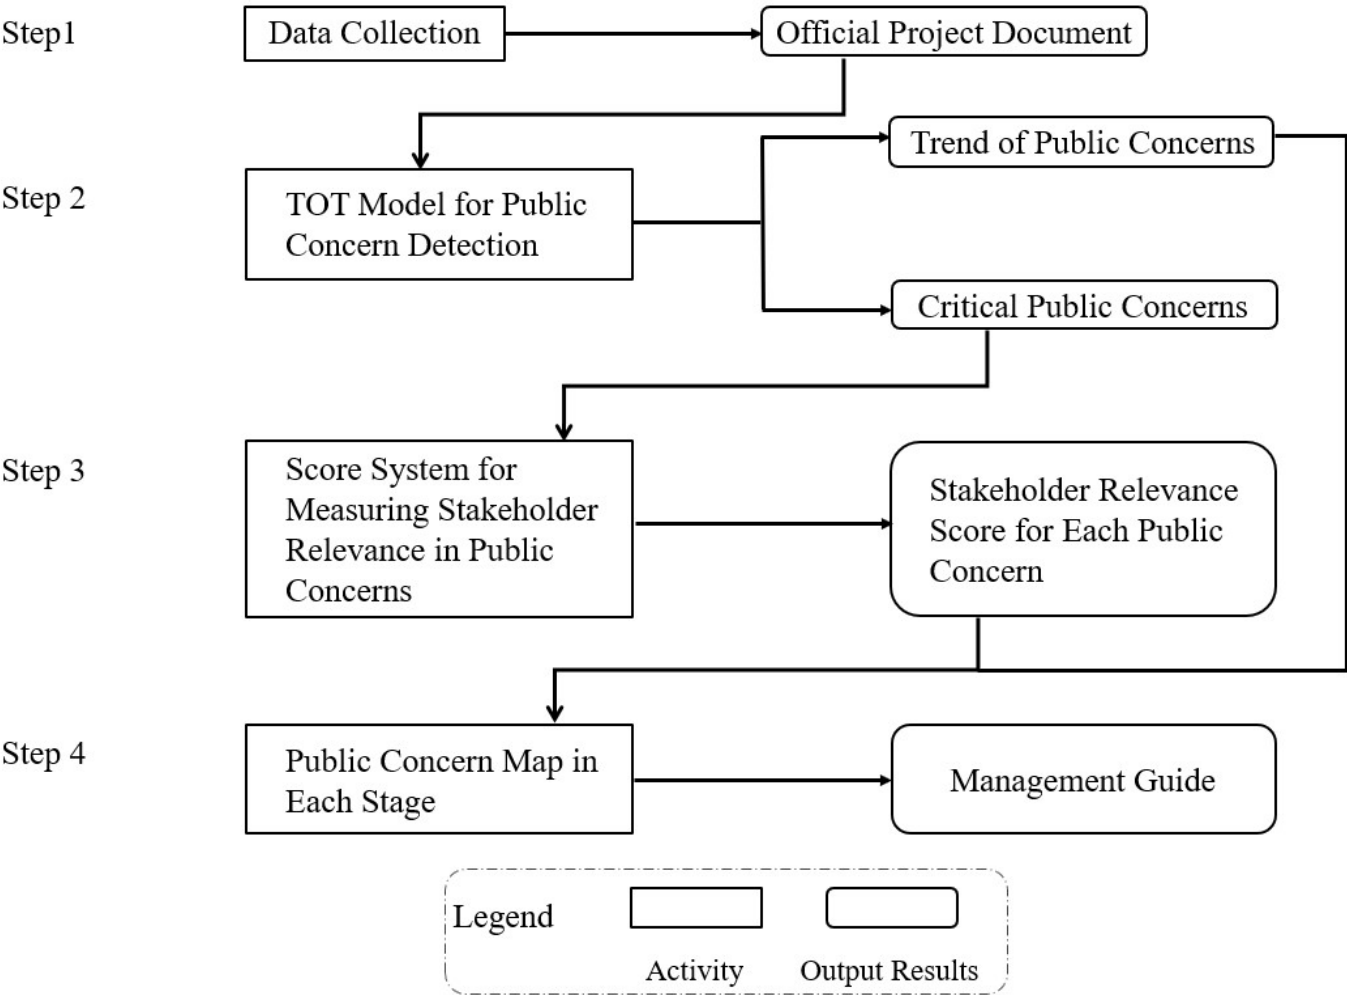 Step1
Data Collection
Official Project Document
Trend of Public Concerns
Step 2
TOT Model for Public
Concern Detection
Critical Public Concerns
Step 3
Score System for
Measuring Stakeholder
Relevance in Public
Concerns
Stakeholder Relevance
Score for Each Public
Concern
Step 4
Public Concern Map in
Each Stage
Management Guide
Legend
Activity
Output Results